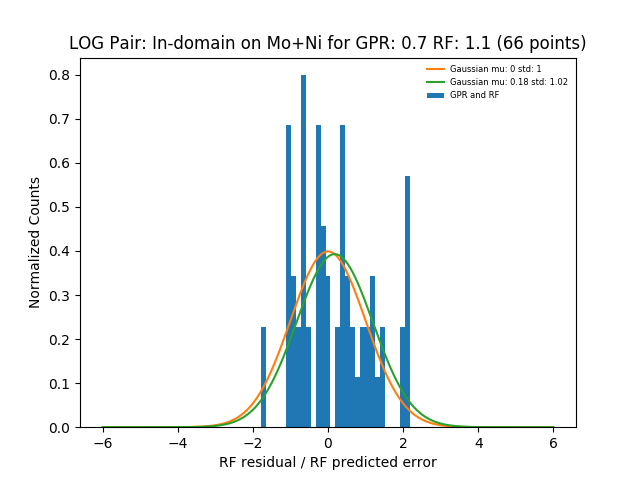 LOG Pair: In-domain on Mo+Ni for GPR: 0.7 RF: 1.1 (66 points)
Gaussian mu: 0 std: 1
Gaussian mu: 0.18 std: 1.02
GPR and RF
Normalized Counts
0.8
0.7
0.6
0.5
0.4
0.3
0.2
0.1
0.0
−6 −4 −2 0 2 4 6
RF residual / RF predicted error